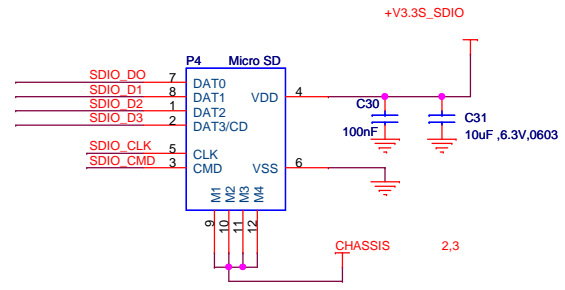 +V3.3S_SDIO
P4 Micro SD
SDIO_DO 7 DAT0
SDIO_D1 8 DAT1 VDD 4
SDIO_D2 1 DAT2 C30
SDIO_D3 2 DAT3/CD 100nF
C31
10uF ,6.3V,0603
SDIO_CLK 5 CLK
SDIO_CMD 3 CMD VSS 6
M1 M2 M3 M4
9 10 11 12
CHASSIS 2,3